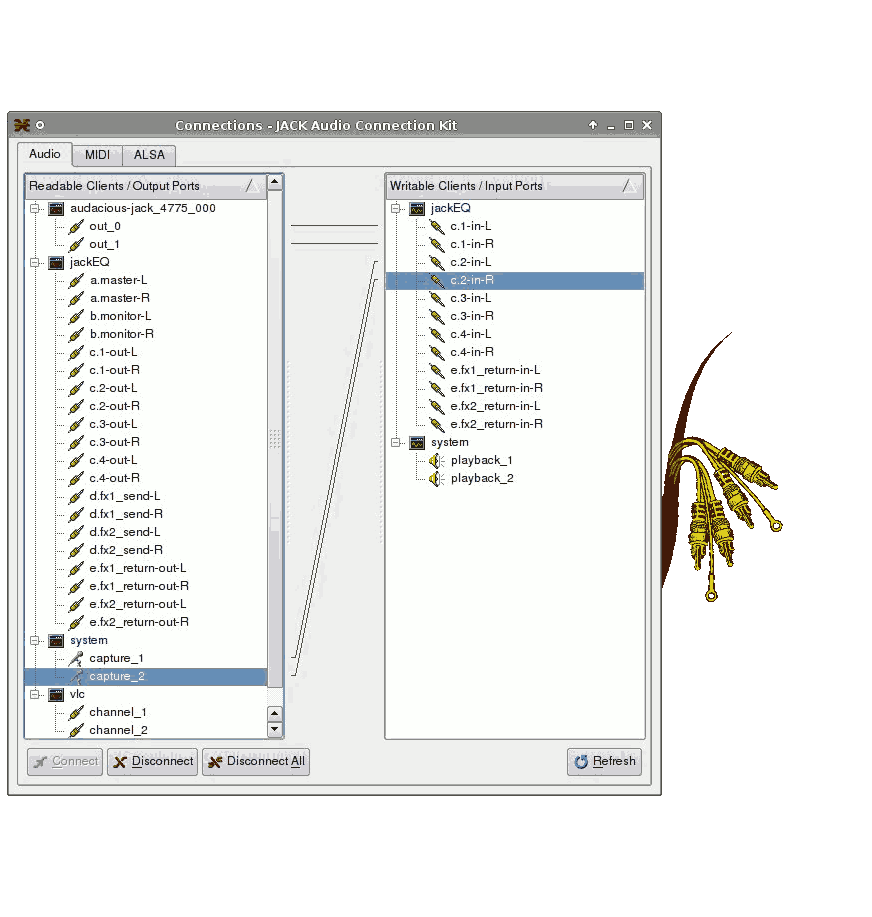 Connections - JACK Audio Connection Kit
Audio MIDI ALSA
Readable Clients / Output Ports
audacious-jack_4775_000
out_0
out_1
jackEQ
a.master-L
a.master-R
b.monitor-L
b.monitor-R
c.1-out-L
c.1-out-R
c.2-out-L
c.2-out-R
c.3-out-L
c.3-out-R
c.4-out-L
c.4-out-R
d.fx1_send-L
d.fx1_send-R
d.fx2_send-L
d.fx2_send-R
e.fx1_return-out-L
e.fx1_return-out-R
e.fx2_return-out-L
e.fx2_return-out-R
system
capture_1
capture_2
vlc
channel_1
channel_2
Writable Clients / Input Ports
jackEQ
c.1-in-L
c.1-in-R
c.2-in-L
c.2-in-R
c.3-in-L
c.3-in-R
c.4-in-L
c.4-in-R
e.fx1_return-in-L
e.fx1_return-in-R
e.fx2_return-in-L
e.fx2_return-in-R
system
playback_1
playback_2
Connect Disconnect Disconnect All Refresh